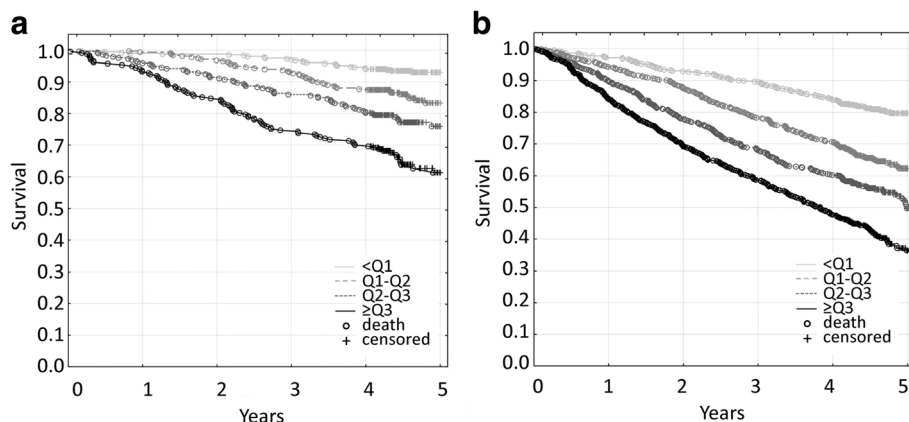 a
1.0
0.9
0.8
0.7
0.6
0.5
0.4
0.3
0.2
0.1
0.0
Survival
<Q1
Q1-Q2
Q2-Q3
≥Q3
death
censored
0 1 2 3 4 5
Years
b
1.0
0.9
0.8
0.7
0.6
0.5
0.4
0.3
0.2
0.1
0.0
Survival
<Q1
Q1-Q2
Q2-Q3
≥Q3
death
censored
0 1 2 3 4 5
Years